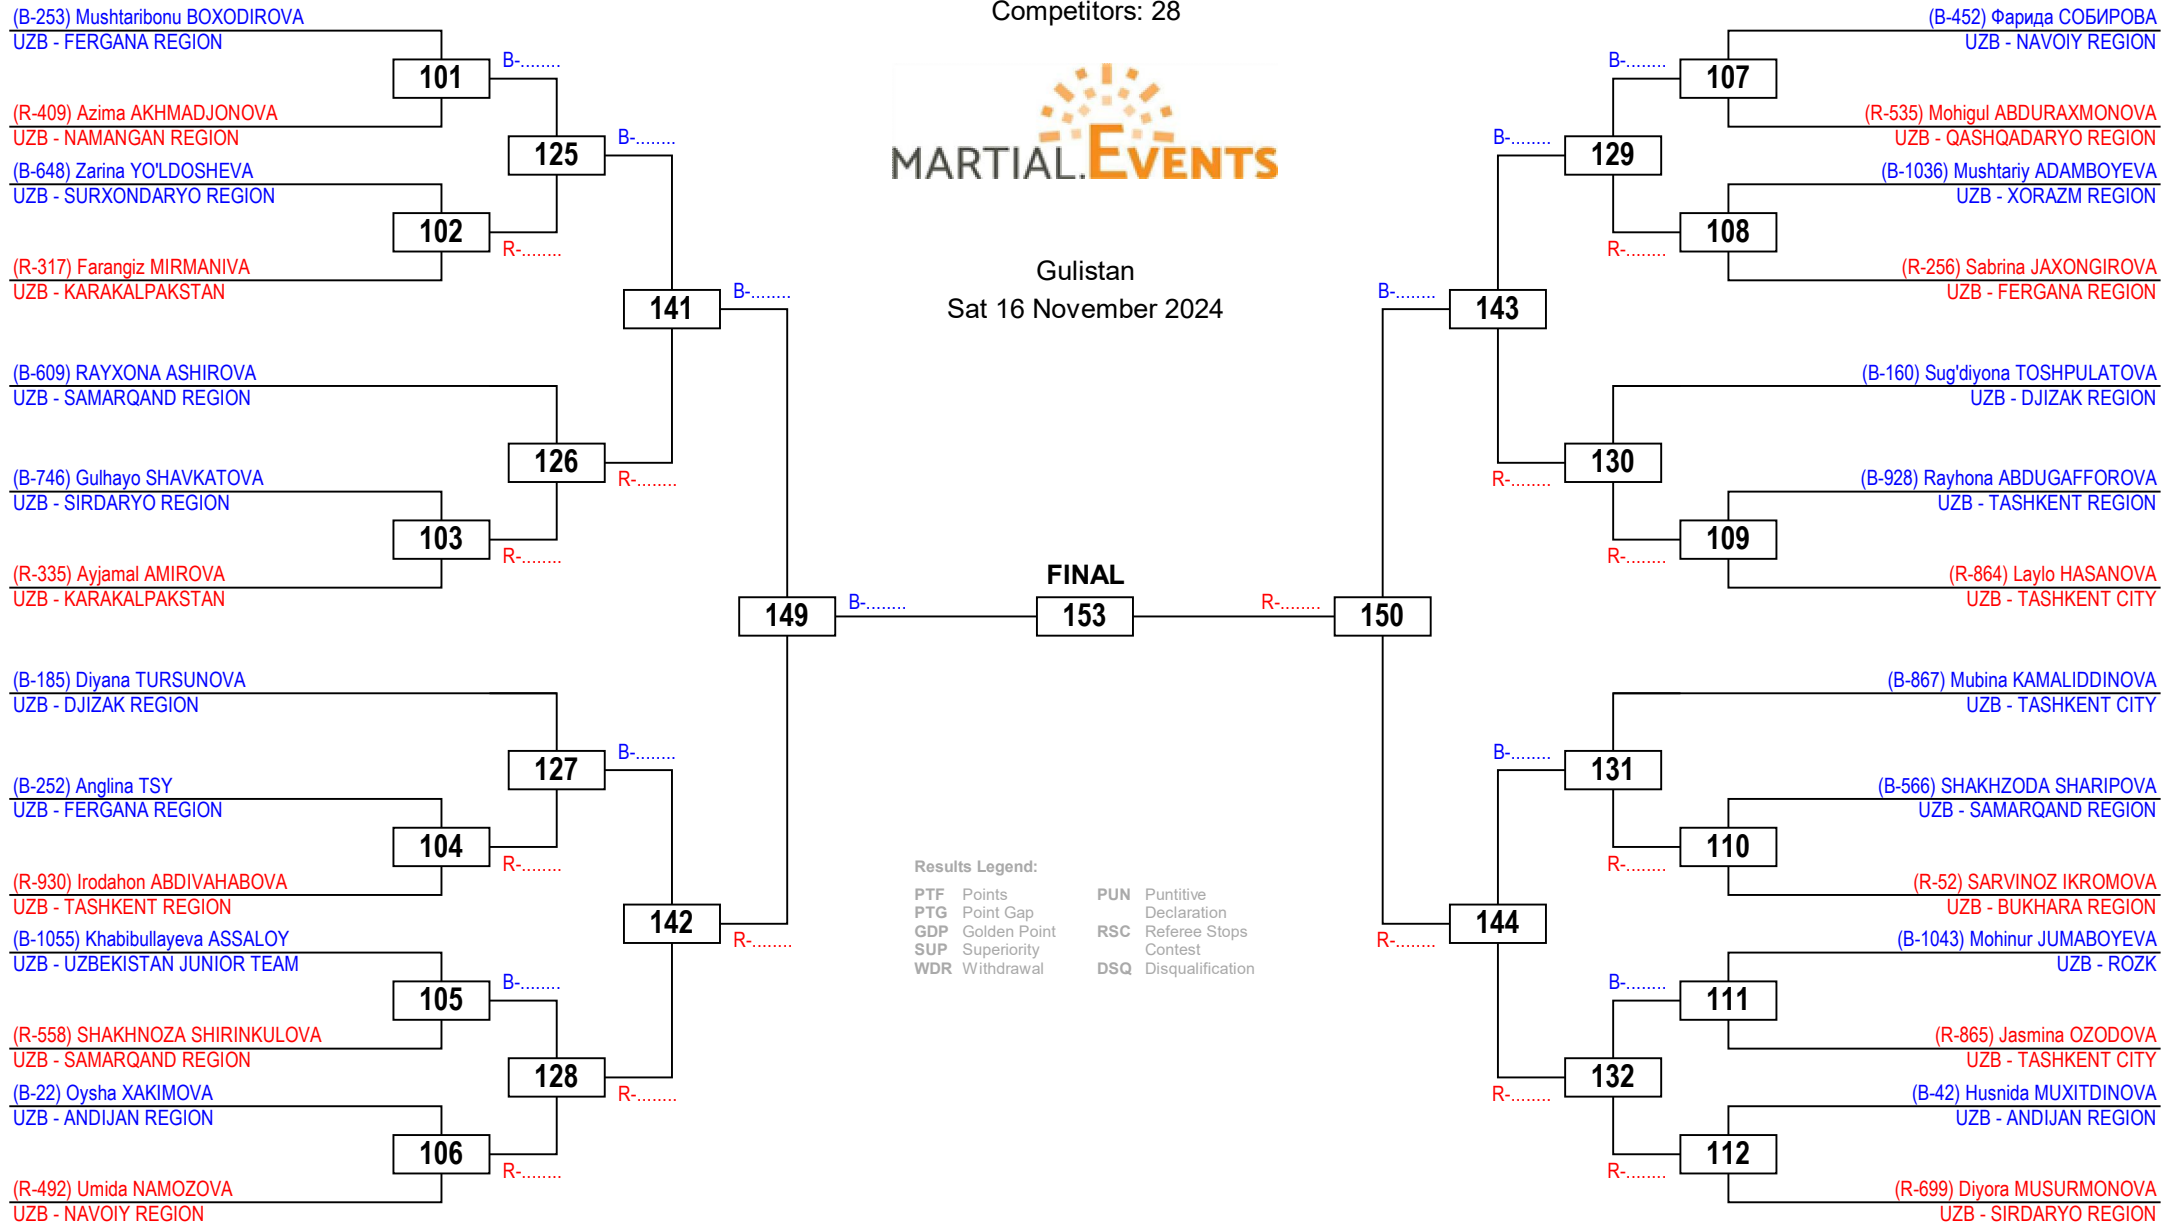 Competitors: 28
MARTIAL.EVENTS
Gulistan
Sat 16 November 2024
(B-253) Mushtaribonu BOXODIROVA
UZB - FERGANA REGION
101
B-........
(R-409) Azima AKHMADJONOVA
UZB - NAMANGAN REGION
125
B-........
(B-648) Zarina YO'LDOSHEVA
UZB - SURXONDARYO REGION
102
R-........
(R-317) Farangiz MIRMANIVA
UZB - KARAKALPAKSTAN
141
B-........
(B-609) RAYXONA ASHIROVA
UZB - SAMARQAND REGION
126
R-........
(B-746) Gulhayo SHAVKATOVA
UZB - SIRDARYO REGION
103
R-........
(R-335) Ayjamal AMIROVA
UZB - KARAKALPAKSTAN
149
B-........
(B-185) Diyana TURSUNOVA
UZB - DJIZAK REGION
127
B-........
(B-252) Anglina TSY
UZB - FERGANA REGION
104
R-........
(R-930) Irodahon ABDIVAHABOVA
UZB - TASHKENT REGION
142
R-........
(B-1055) Khabibullayeva ASSALOY
UZB - UZBEKISTAN JUNIOR TEAM
105
B-........
(R-558) SHAKHNOZA SHIRINKULOVA
UZB - SAMARQAND REGION
128
R-........
(B-22) Oysha XAKIMOVA
UZB - ANDIJAN REGION
106
R-........
(R-492) Umida NAMOZOVA
UZB - NAVOIY REGION
FINAL
153
Results Legend:
PTF Points
PTG Point Gap
GDP Golden Point
SUP Superiority
WDR Withdrawal
PUN Puntitive
Declaration
RSC Referee Stops
Contest
DSQ Disqualification
(B-452) Фарида СОБИРОВА
UZB - NAVOIY REGION
B-........
107
(R-535) Mohigul ABDURAXMONOVA
UZB - QASHQADARYO REGION
B-........
129
(B-1036) Mushtariy ADAMBOYEVA
UZB - XORAZM REGION
R-........
108
(R-256) Sabrina JAXONGIROVA
UZB - FERGANA REGION
B-........
143
(B-160) Sug'diyona TOSHPULATOVA
UZB - DJIZAK REGION
R-........
130
(B-928) Rayhona ABDUGAFFOROVA
UZB - TASHKENT REGION
R-........
109
(R-864) Laylo HASANOVA
UZB - TASHKENT CITY
R-........
150
(B-867) Mubina KAMALIDDINOVA
UZB - TASHKENT CITY
B-........
131
(B-566) SHAKHZODA SHARIPOVA
UZB - SAMARQAND REGION
R-........
110
(R-52) SARVINOZ IKROMOVA
UZB - BUKHARA REGION
R-........
144
(B-1043) Mohinur JUMABOYEVA
UZB - ROZK
B-........
111
(R-865) Jasmina OZODOVA
UZB - TASHKENT CITY
R-........
132
(B-42) Husnida MUXITDINOVA
UZB - ANDIJAN REGION
R-........
112
(R-699) Diyora MUSURMONOVA
UZB - SIRDARYO REGION